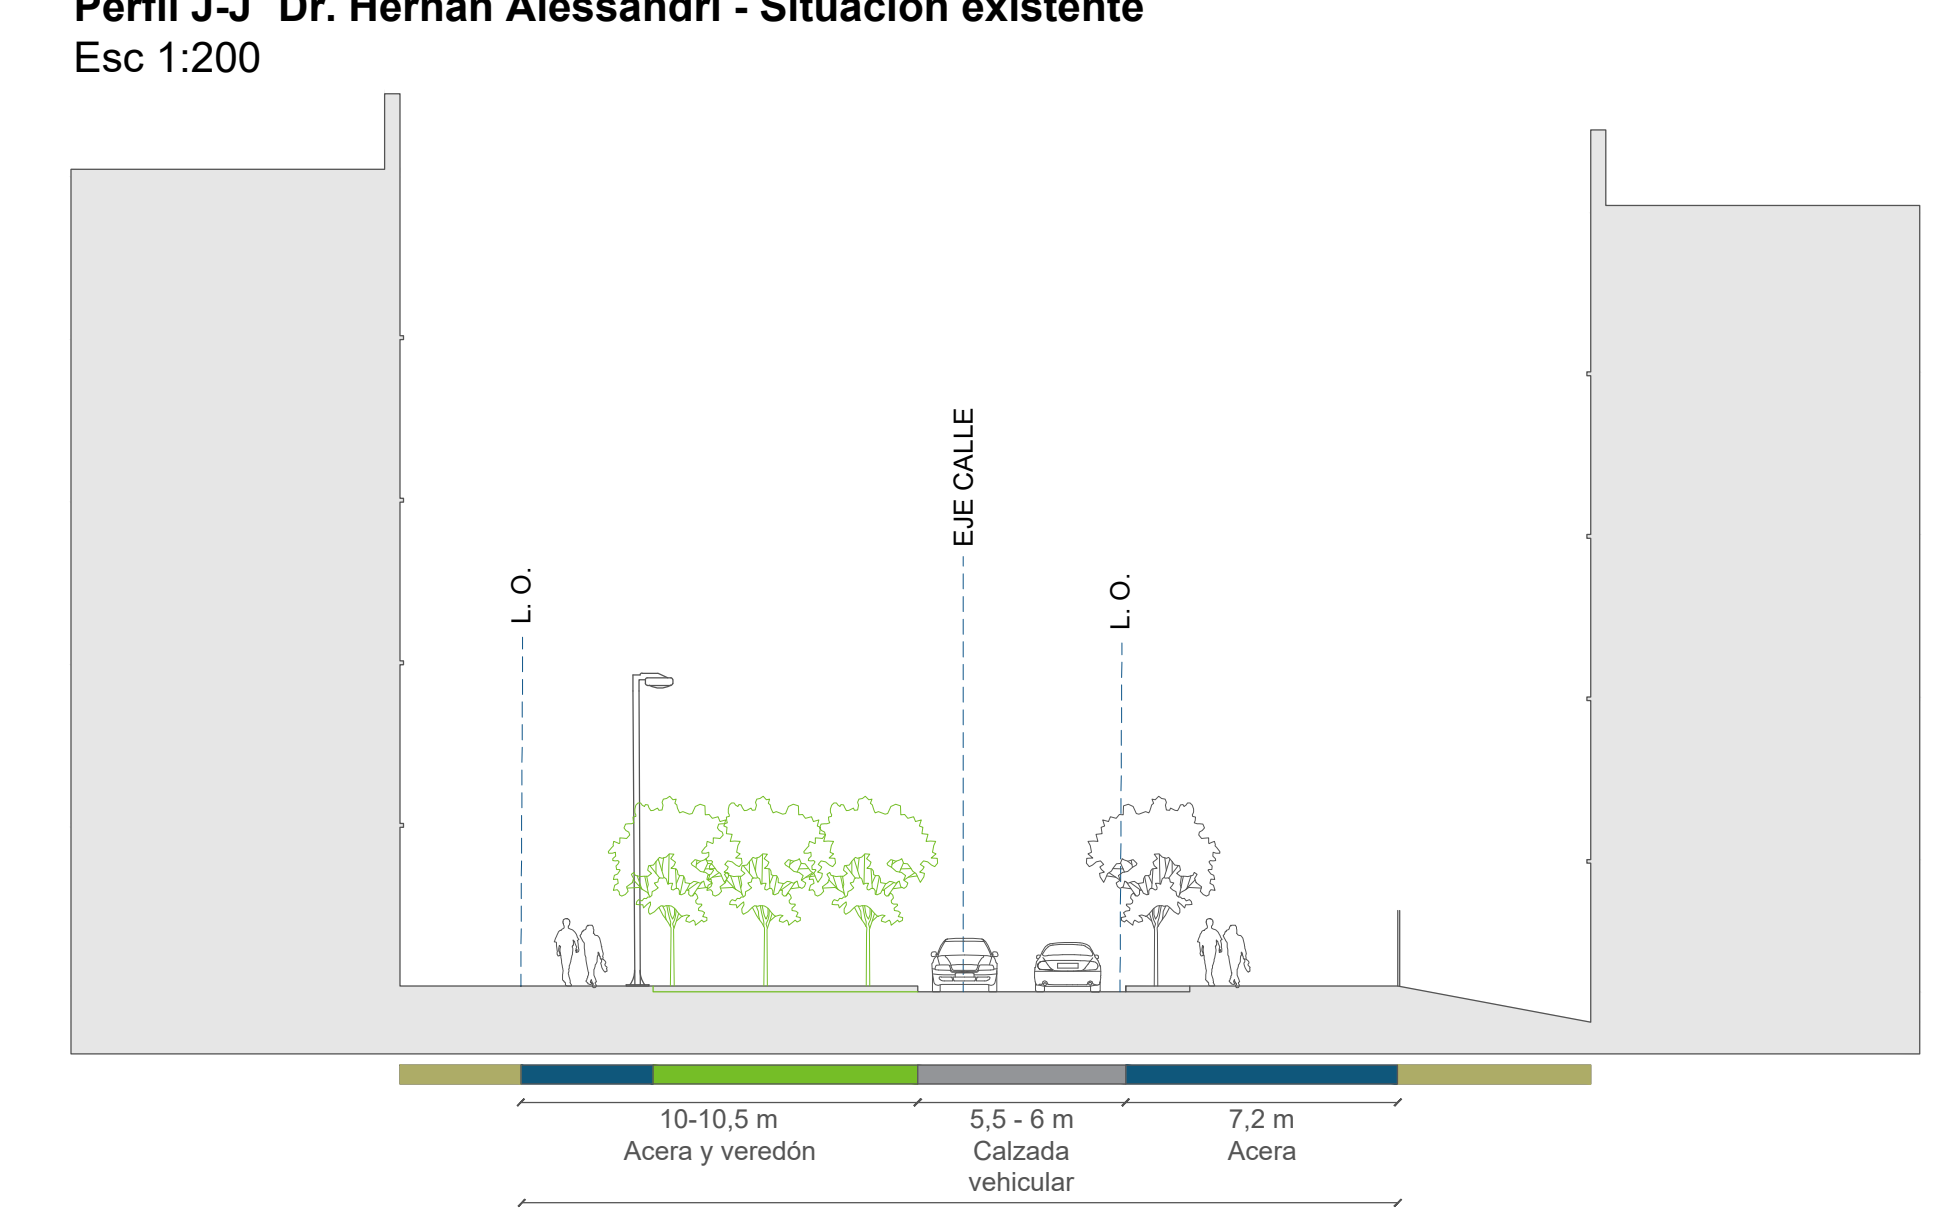 Perfil J-J' Dr. Hernán Alessandri - Situación existente
Esc 1:200
EJE CALLE
L. O.
L. O.
10-10,5 m
Acera y veredón
5,5 - 6 m
Calzada
vehicular
7,2 m
Acera